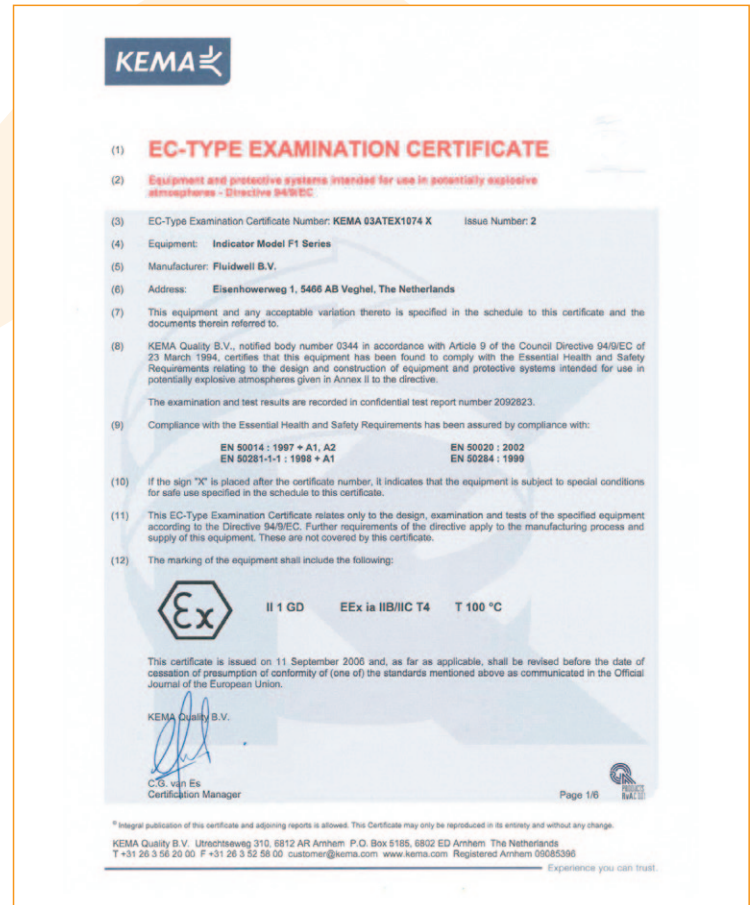 KEMA
(1) EC-TYPE EXAMINATION CERTIFICATE
(2) Equipment and protective systems intended for use in potentially explosive
atmospheres - Directive 94/9/EC
(3) EC-Type Examination Certificate Number: KEMA 03ATEX1074 X Issue Number: 2
(4) Equipment: Indicator Model F1 Series
(5) Manufacturer: Fluidwell B.V.
(6) Address: Eisenhowerweg 1, 5466 AB Veghel, The Netherlands
(7) This equipment and any acceptable variation thereto is specified in the schedule to this certificate and the
documents therein referred to.
(8) KEMA Quality B.V., notified body number 0344 in accordance with Article 9 of the Council Directive 94/9/EC of
23 March 1994, certifies that this equipment has been found to comply with the Essential Health and Safety
Requirements relating to the design and construction of equipment and protective systems intended for use in
potentially explosive atmospheres given in Annex II to the directive.
The examination and test results are recorded in confidential test report number 2092823.
(9) Compliance with the Essential Health and Safety Requirements has been assured by compliance with:
EN 50014 : 1997 + A1, A2 EN 50020 : 2002
EN 50281-1-1 : 1998 + A1 EN 50284 : 1999
(10) If the sign "X" is placed after the certificate number, it indicates that the equipment is subject to special conditions
for safe use specified in the schedule to this certificate.
(11) This EC-Type Examination Certificate relates only to the design, examination and tests of the specified equipment
according to the Directive 94/9/EC. Further requirements of the directive apply to the manufacturing process and
supply of this equipment. These are not covered by this certificate.
(12) The marking of the equipment shall include the following:
Ex II 1 GD EEx ia IIB/IIC T4 T 100 °C
This certificate is issued on 11 September 2006 and, as far as applicable, shall be revised before the date of
cessation of presumption of conformity of (one of) the standards mentioned above as communicated in the Official
Journal of the European Union.
KEMA Quality B.V.
C.G. van Es
Certification Manager
Page 1/6
PRODUCTS
RvA C
® Integral publication of this certificate and adjoining reports is allowed. This Certificate may only be reproduced in its entirety and without any change.
KEMA Quality B.V. Utrechtseweg 310, 6812 AR Arnhem P.O. Box 5185, 6802 ED Arnhem The Netherlands
T +31 26 3 56 20 00 F +31 26 3 52 58 00 customer@kema.com www.kema.com Registered Arnhem 09085396
Experience you can trust.